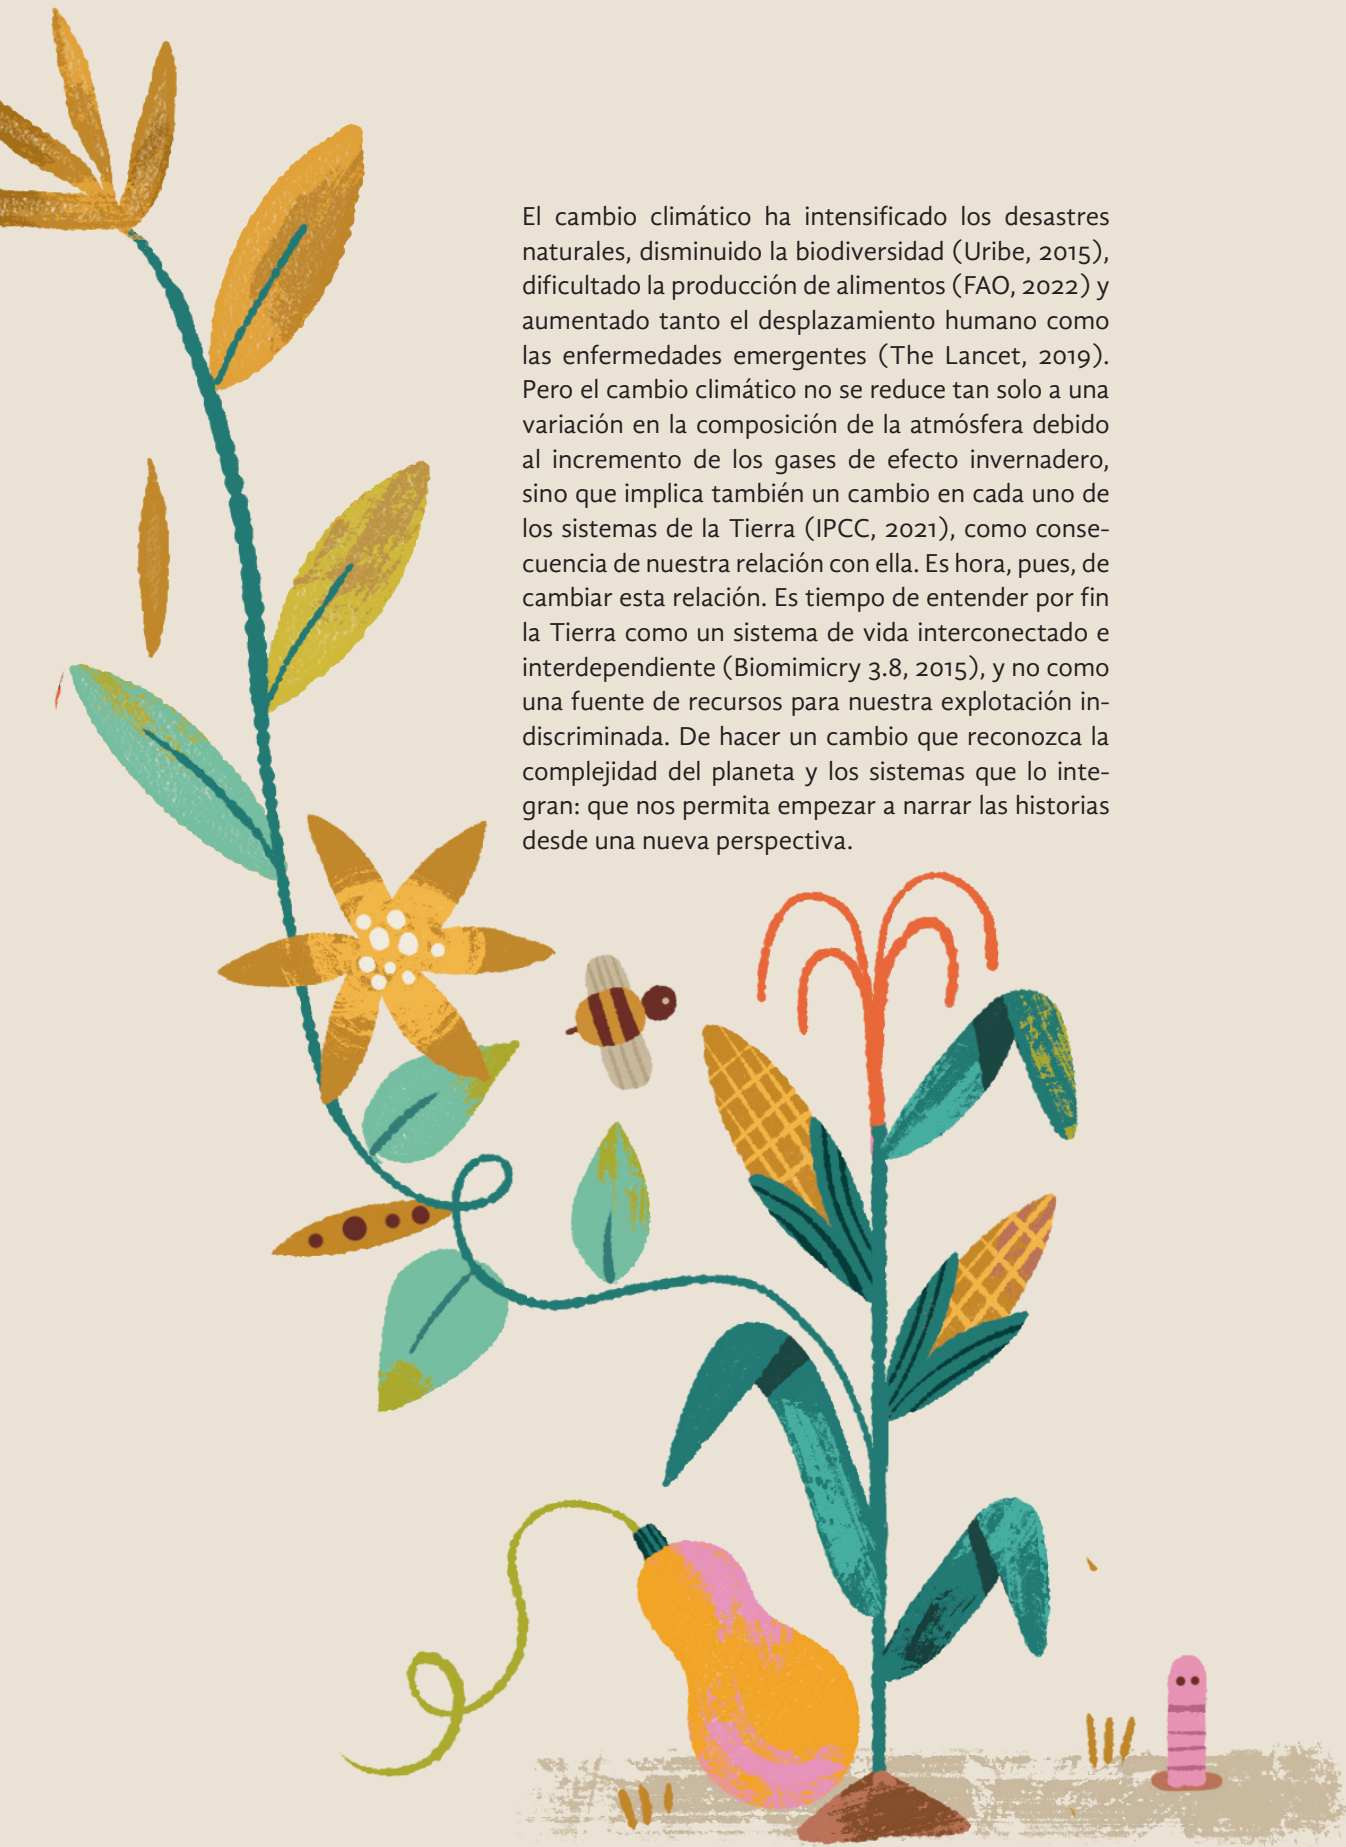 El cambio climático ha intensificado los desastres
naturales, disminuido la biodiversidad (Uribe, 2015),
dificultado la producción de alimentos (FAO, 2022) y
aumentado tanto el desplazamiento humano como
las enfermedades emergentes (The Lancet, 2019).
Pero el cambio climático no se reduce tan solo a una
variación en la composición de la atmósfera debido
al incremento de los gases de efecto invernadero,
sino que implica también un cambio en cada uno de
los sistemas de la Tierra (IPCC, 2021), como conse-
cuencia de nuestra relación con ella. Es hora, pues, de
cambiar esta relación. Es tiempo de entender por fin
la Tierra como un sistema de vida interconectado e
interdependiente (Biomimicry 3.8, 2015), y no como
una fuente de recursos para nuestra explotación in-
discriminada. De hacer un cambio que reconozca la
complejidad del planeta y los sistemas que lo inte-
gran: que nos permita empezar a narrar las historias
desde una nueva perspectiva.